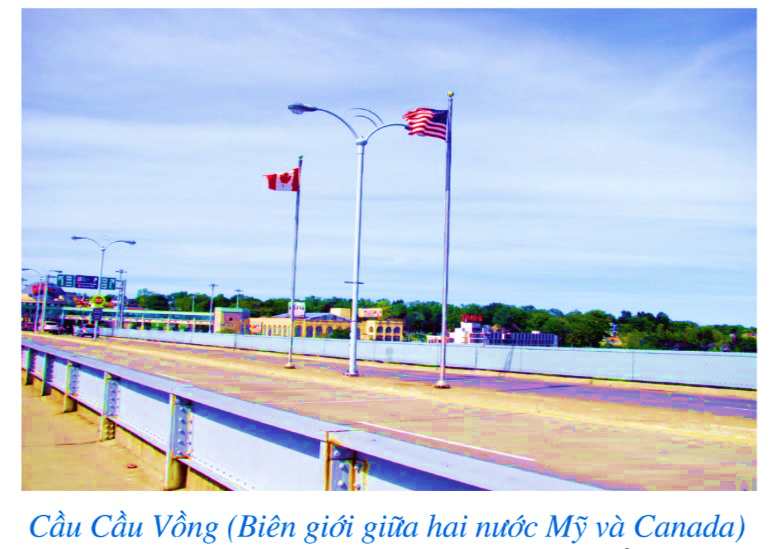 Cầu Cầu Vồng (Biên giới giữa hai nước Mỹ và Canada)